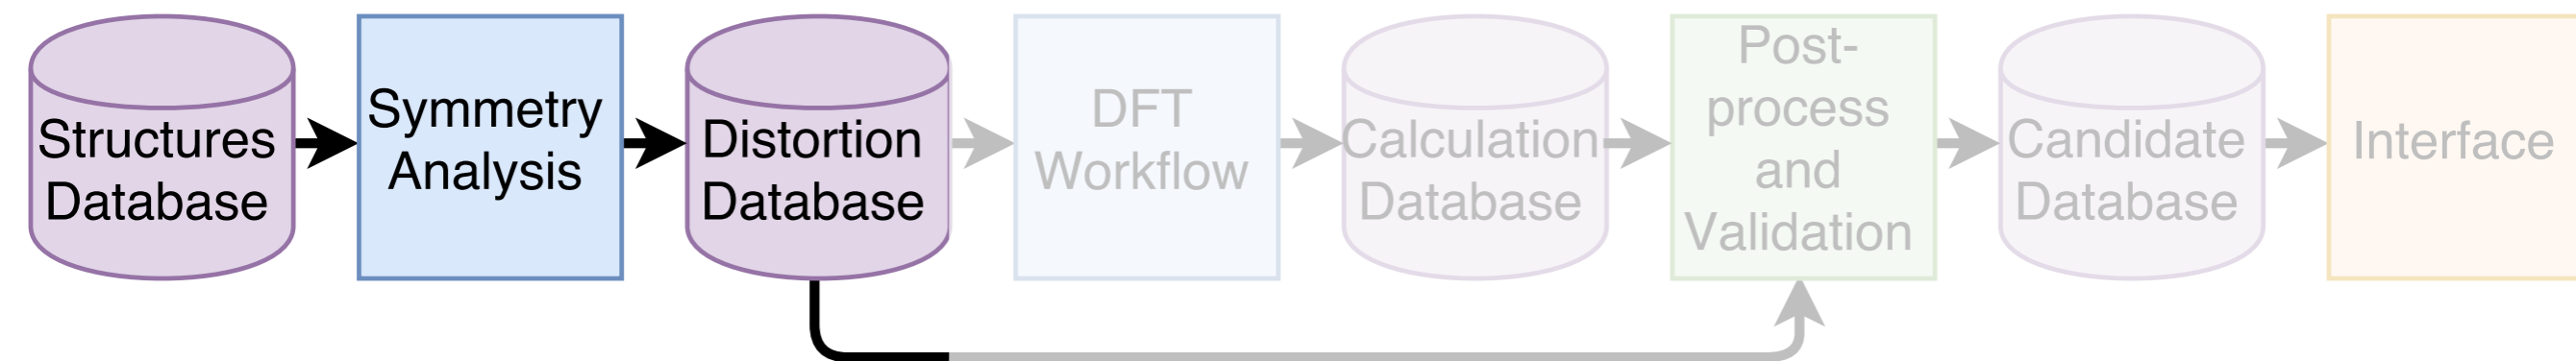 Structures
Database
Symmetry
Analysis
Distortion
Database
DFT
Workflow
Calculation
Database
Post-
process
and
Validation
Candidate
Database
Interface